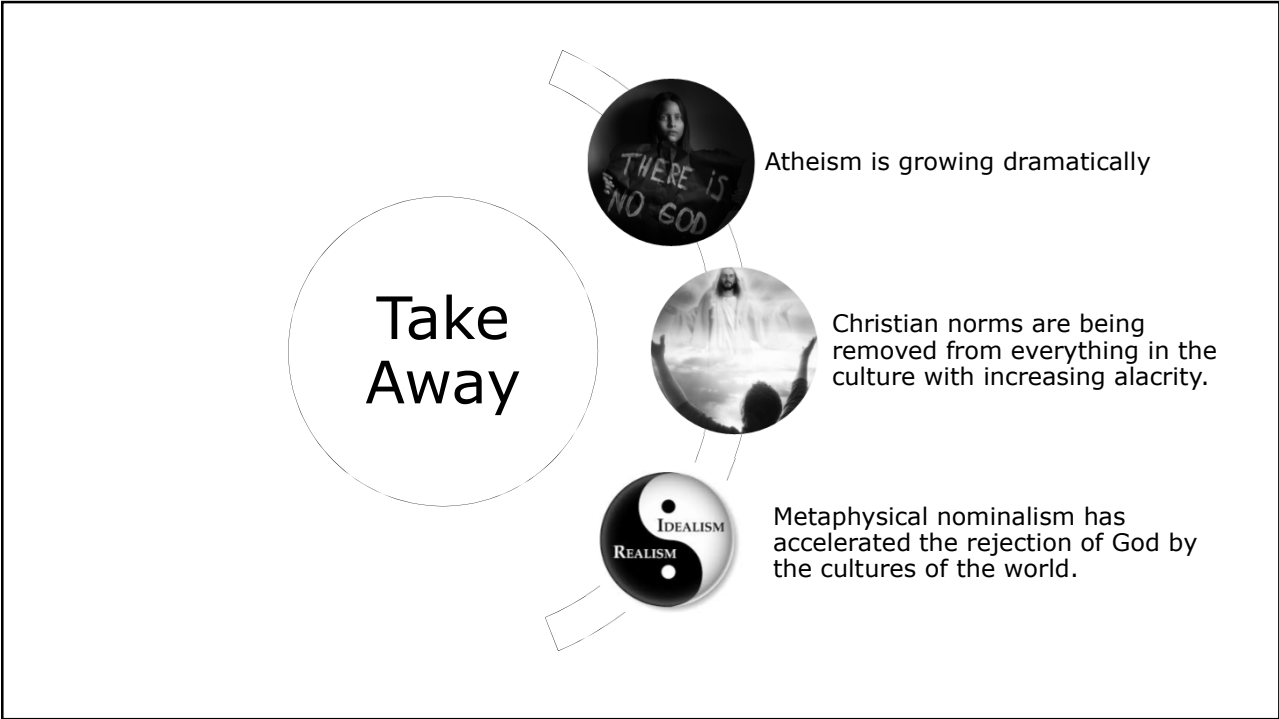 Take
Away
THERE IS
NO GOD
Atheism is growing dramatically
Christian norms are being
removed from everything in the
culture with increasing alacrity.
IDEALISM
REALISM
Metaphysical nominalism has
accelerated the rejection of God by
the cultures of the world.